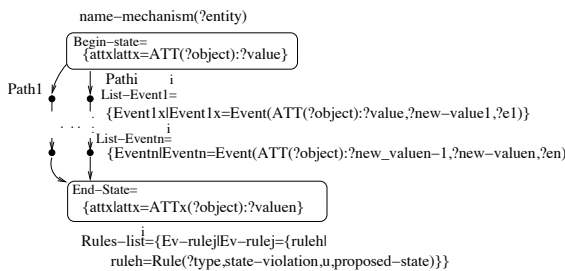 name−mechanism(?entity)
Begin−state=
{attx|attx=ATT(?object):?value}
Path1
Pathi
i
List−Event1=
{Event1x|Event1x=Event(ATT(?object):?value,?new−value1,?e1)}
. . .
i
List−Eventn=
{Eventn|Eventn=Event(ATT(?object):?new_valuen−1,?new−valuen,?en)
End−State=
{attx|attx=ATTx(?object):?valuen}
i
Rules−list={Ev−rulej|Ev−rulej={ruleh|
ruleh=Rule(?type,state−violation,u,proposed−state)}}